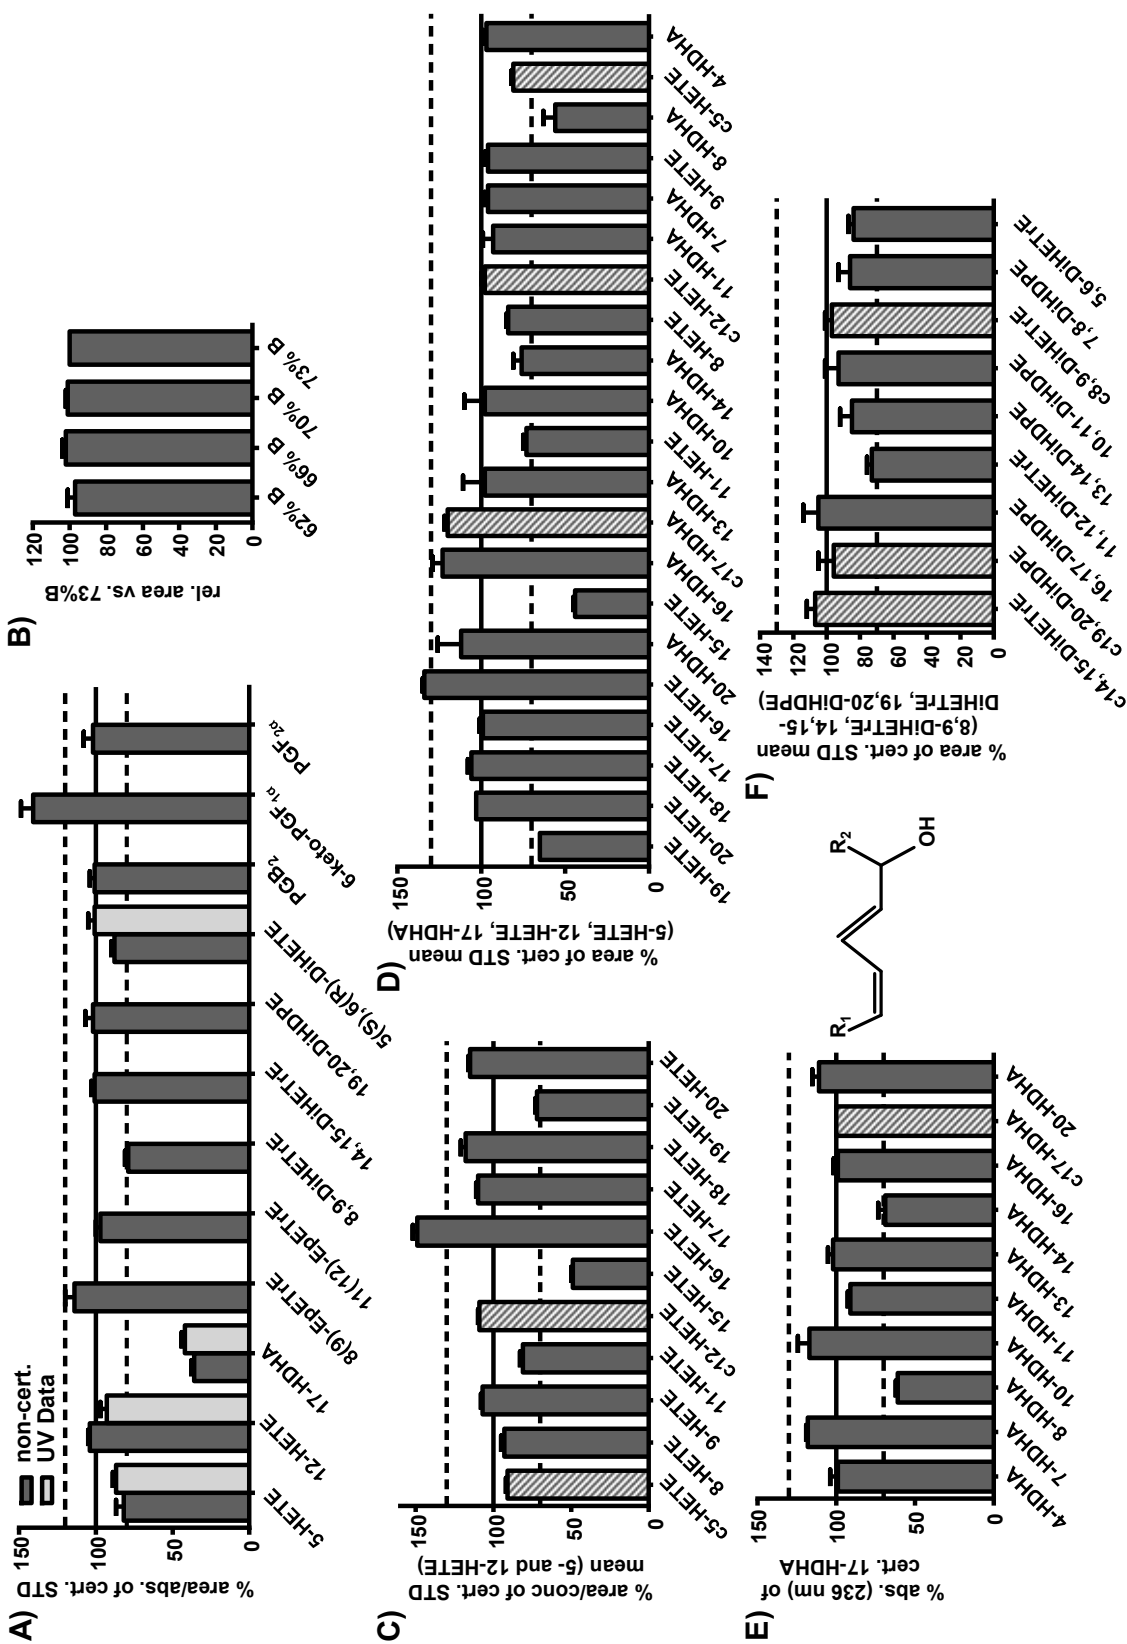 A)
non-cert.
UV Data
% area/abs. of cert. STD
150
100
50
0
5-HETE
12-HETE
17-HDHA
8(9)-EpETrE
11(12)-EpETrE
8,9-DiHETrE
14,15-DiHETrE
19,20-DiHDPE
5(S),6(R)-DiHETE
PGB2
6-keto-PGF1α
PGF2α
B)
rel. area vs. 73%B
120
100
80
60
40
20
0
62% B
66% B
70% B
73% B
C)
% area/conc of cert. STD
mean (5- and 12-HETE)
150
100
50
0
c5-HETE
8-HETE
9-HETE
11-HETE
c12-HETE
15-HETE
16-HETE
17-HETE
18-HETE
19-HETE
20-HETE
D)
% area of cert. STD mean
(5-HETE, 12-HETE, 17-HDHA)
150
100
50
0
19-HETE
20-HETE
18-HETE
17-HETE
16-HETE
20-HDHA
15-HETE
16-HDHA
c17-HDHA
13-HDHA
11-HETE
10-HDHA
14-HDHA
8-HETE
c12-HETE
11-HDHA
7-HDHA
9-HETE
8-HDHA
c5-HETE
4-HDHA
E)
% abs. (236 nm) of
cert. 17-HDHA
150
100
50
0
4-HDHA
7-HDHA
8-HDHA
10-HDHA
11-HDHA
13-HDHA
14-HDHA
16-HDHA
c17-HDHA
20-HDHA
R1
R2
OH
F)
% area of cert. STD mean
(8,9-DiHETrE, 14,15-
DiHETrE, 19,20-DiHDPE)
140
120
100
80
60
40
20
0
c14,15-DiHETrE
c19,20-DiHDPE
16,17-DiHDPE
11,12-DiHETrE
13,14-DiHDPE
10,11-DiHDPE
c8,9-DiHETrE
7,8-DiHDPE
5,6-DiHETrE